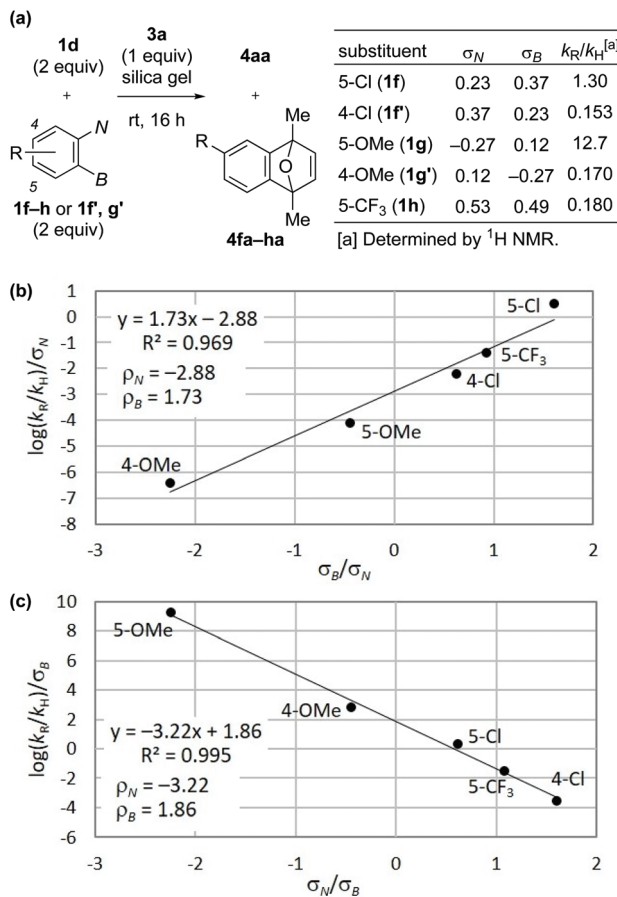 (a)
1d
(2 equiv)
+
R
4
5
N
B
1f–h or 1f', g'
(2 equiv)
3a
(1 equiv)
silica gel
rt, 16 h
4aa
+
Me
R
O
Me
4fa–ha
substituent σN σB kR/kH[a]
5-Cl (1f) 0.23 0.37 1.30
4-Cl (1f') 0.37 0.23 0.153
5-OMe (1g) –0.27 0.12 12.7
4-OMe (1g') 0.12 –0.27 0.170
5-CF3 (1h) 0.53 0.49 0.180
[a] Determined by 1H NMR.
(b)
log(kR/kH)/σN
1
0
-1
-2
-3
-4
-5
-6
-7
-8
y = 1.73x – 2.88
R² = 0.969
ρN = –2.88
ρB = 1.73
5-Cl
5-CF3
4-Cl
5-OMe
4-OMe
-3 -2 -1 0 1 2
σB/σN
(c)
log(kR/kH)/σB
10
8
6
4
2
0
-2
-4
-6
5-OMe
4-OMe
5-Cl
5-CF3
4-Cl
y = –3.22x + 1.86
R² = 0.995
ρN = –3.22
ρB = 1.86
-3 -2 -1 0 1 2
σN/σB